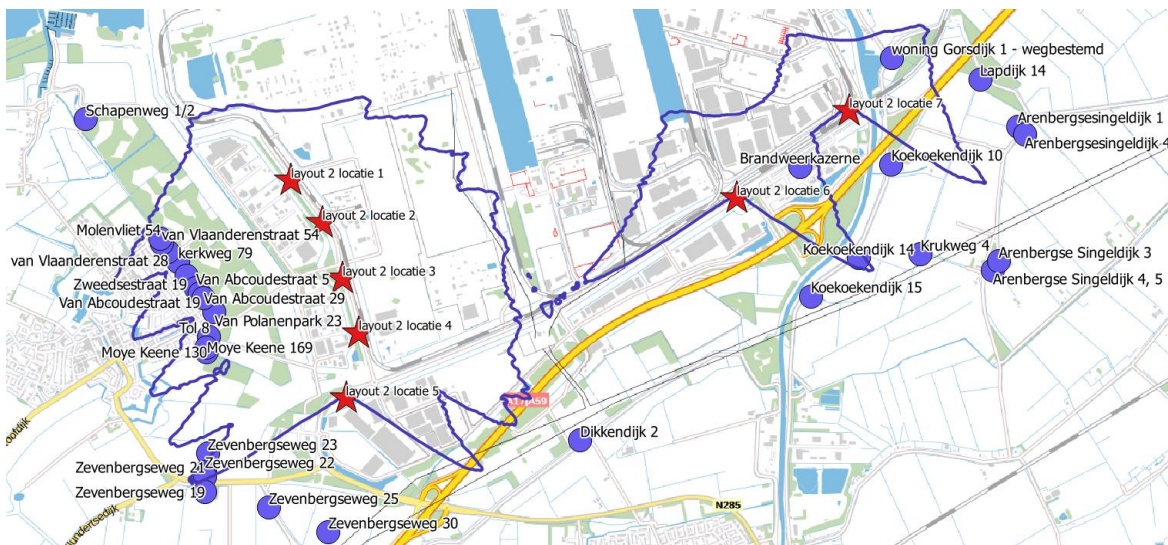 woning Gorsdijk 1 - wegbestemd
Lapdijk 14
Schapenweg 1/2
layout 2 locatie 7
Arenbergsesingeldijk 1
Arenbergsesingeldijk 4
Brandweerkazerne
Koekoekendijk 10
layout 2 locatie 1
layout 2 locatie 6
layout 2 locatie 2
Molenvliet 54
van Vlaanderenstraat 54
kerkweg 79
Koekoekendijk 14
Krukweg 4
Arenbergse Singeldijk 3
van Vlaanderenstraat 28
layout 2 locatie 3
Arenbergse Singeldijk 4, 5
Zweedsestraat 19
Van Abcoudestraat 5
Koekoekendijk 15
Van Abcoudestraat 19
Van Abcoudestraat 29
Van Polanenpark 23
Tol 8
layout 2 locatie 4
Moye Keene 130
Moye Keene 169
layout 2 locatie 5
A17|A59
Dikkendijk 2
Zevenbergseweg 23
Zevenbergseweg 21
Zevenbergseweg 22
Zevenbergseweg 19
Zevenbergseweg 25
N285
Zevenbergseweg 30